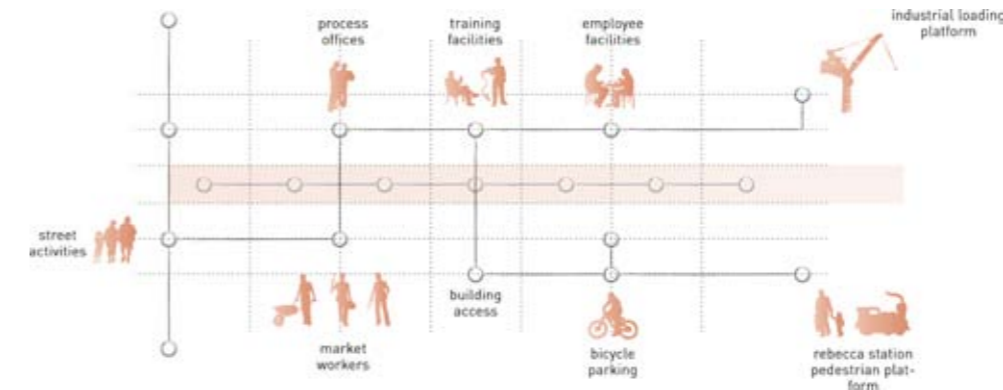 process
offices
training
facilities
employee
facilities
industrial loading
platform
street
activities
market
workers
building
access
bicycle
parking
rebecca station
pedestrian plat-
form